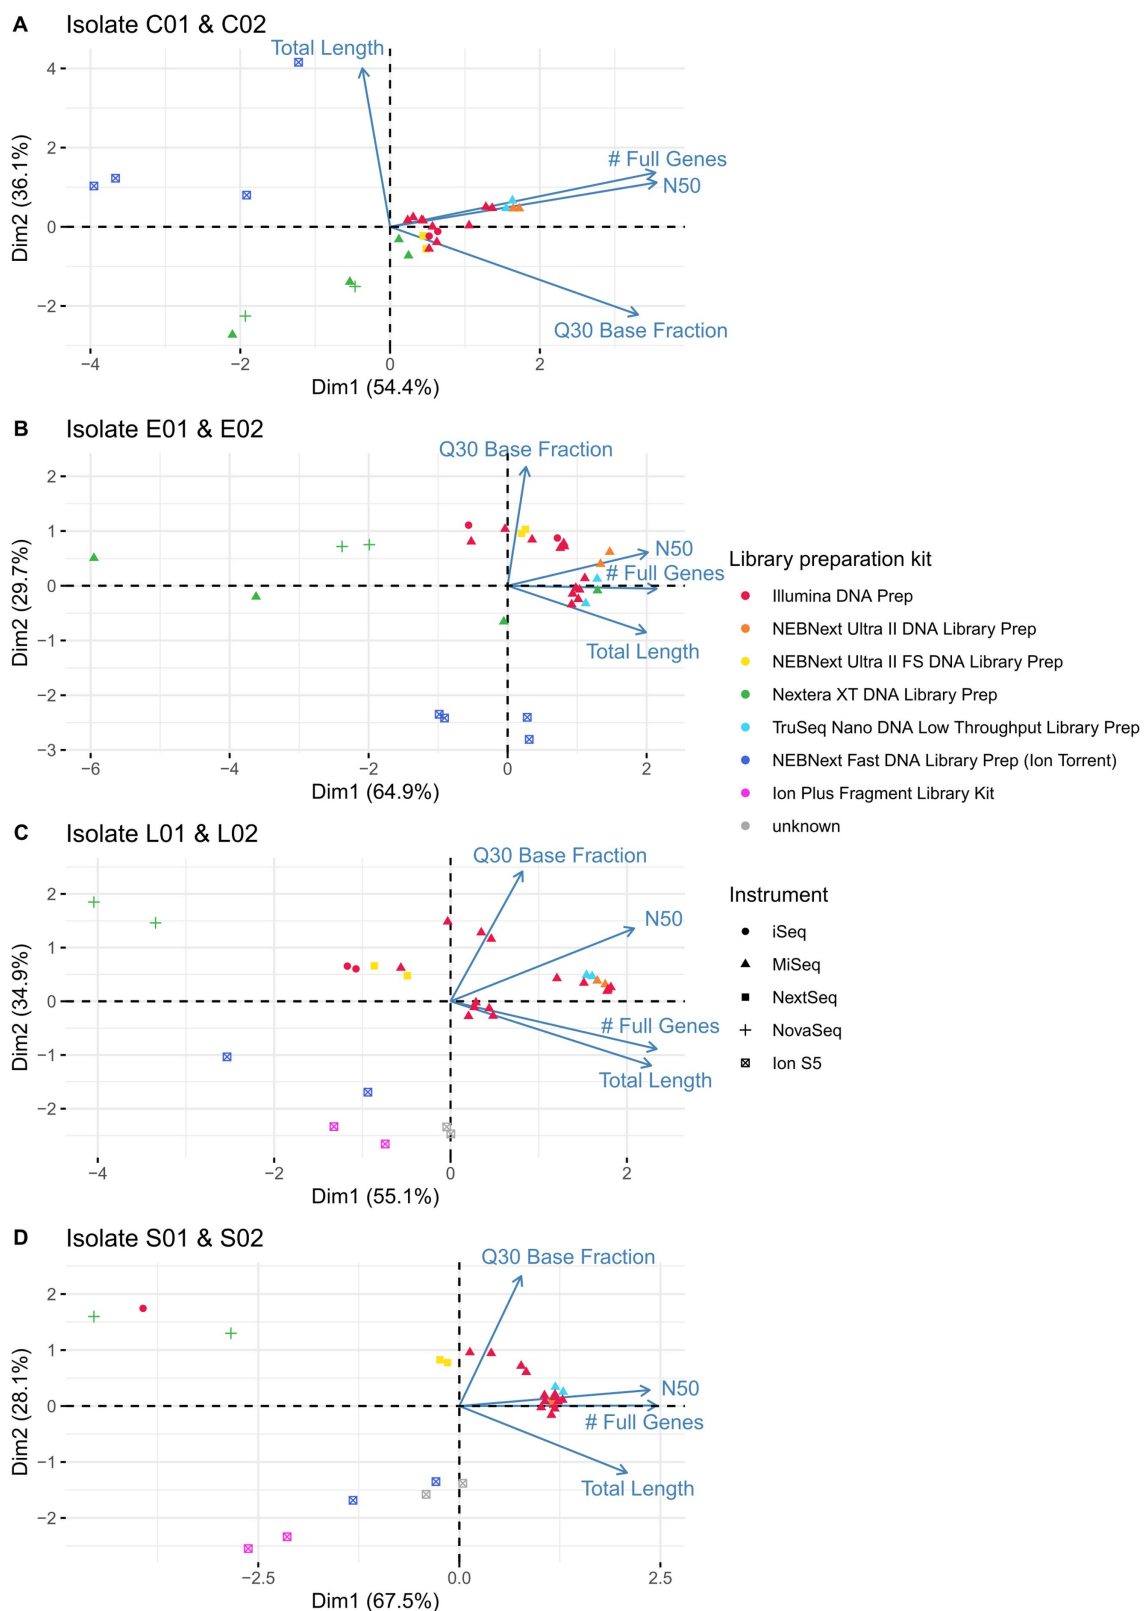 A Isolate C01 & C02
Total Length
# Full Genes
N50
Q30 Base Fraction
4
2
0
−2
−4 −2 0 2
Dim1 (54.4%)
Dim2 (36.1%)
B Isolate E01 & E02
Q30 Base Fraction
N50
# Full Genes
Total Length
2
1
0
−1
−2
−3
−6 −4 −2 0 2
Dim1 (64.9%)
Dim2 (29.7%)
Library preparation kit
Illumina DNA Prep
NEBNext Ultra II DNA Library Prep
NEBNext Ultra II FS DNA Library Prep
Nextera XT DNA Library Prep
TruSeq Nano DNA Low Throughput Library Prep
NEBNext Fast DNA Library Prep (Ion Torrent)
Ion Plus Fragment Library Kit
unknown
Instrument
iSeq
MiSeq
NextSeq
NovaSeq
Ion S5
C Isolate L01 & L02
Q30 Base Fraction
N50
# Full Genes
Total Length
2
1
0
−1
−2
−4 −2 0 2
Dim1 (55.1%)
Dim2 (34.9%)
D Isolate S01 & S02
Q30 Base Fraction
N50
# Full Genes
Total Length
2
1
0
−1
−2
−2.5 0.0 2.5
Dim1 (67.5%)
Dim2 (28.1%)